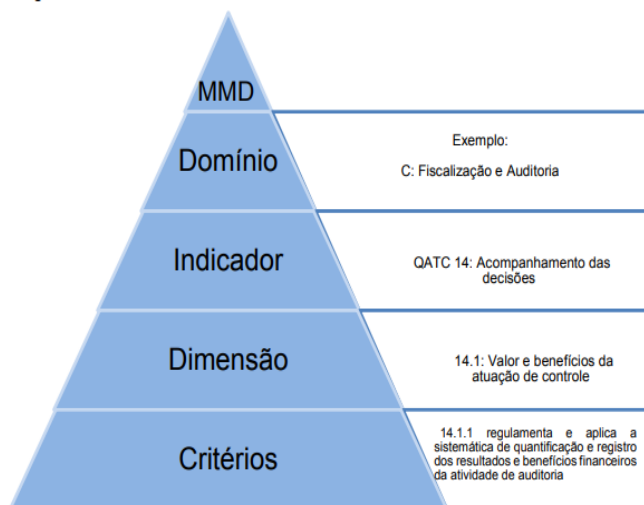 MMD
Domínio
Exemplo:
C: Fiscalização e Auditoria
Indicador
QATC 14: Acompanhamento das
decisões
Dimensão
14.1: Valor e benefícios da
atuação de controle
Critérios
14.1.1 regulamenta e aplica a
sistemática de quantificação e registro
dos resultados e benefícios financeiros
da atividade de auditoria